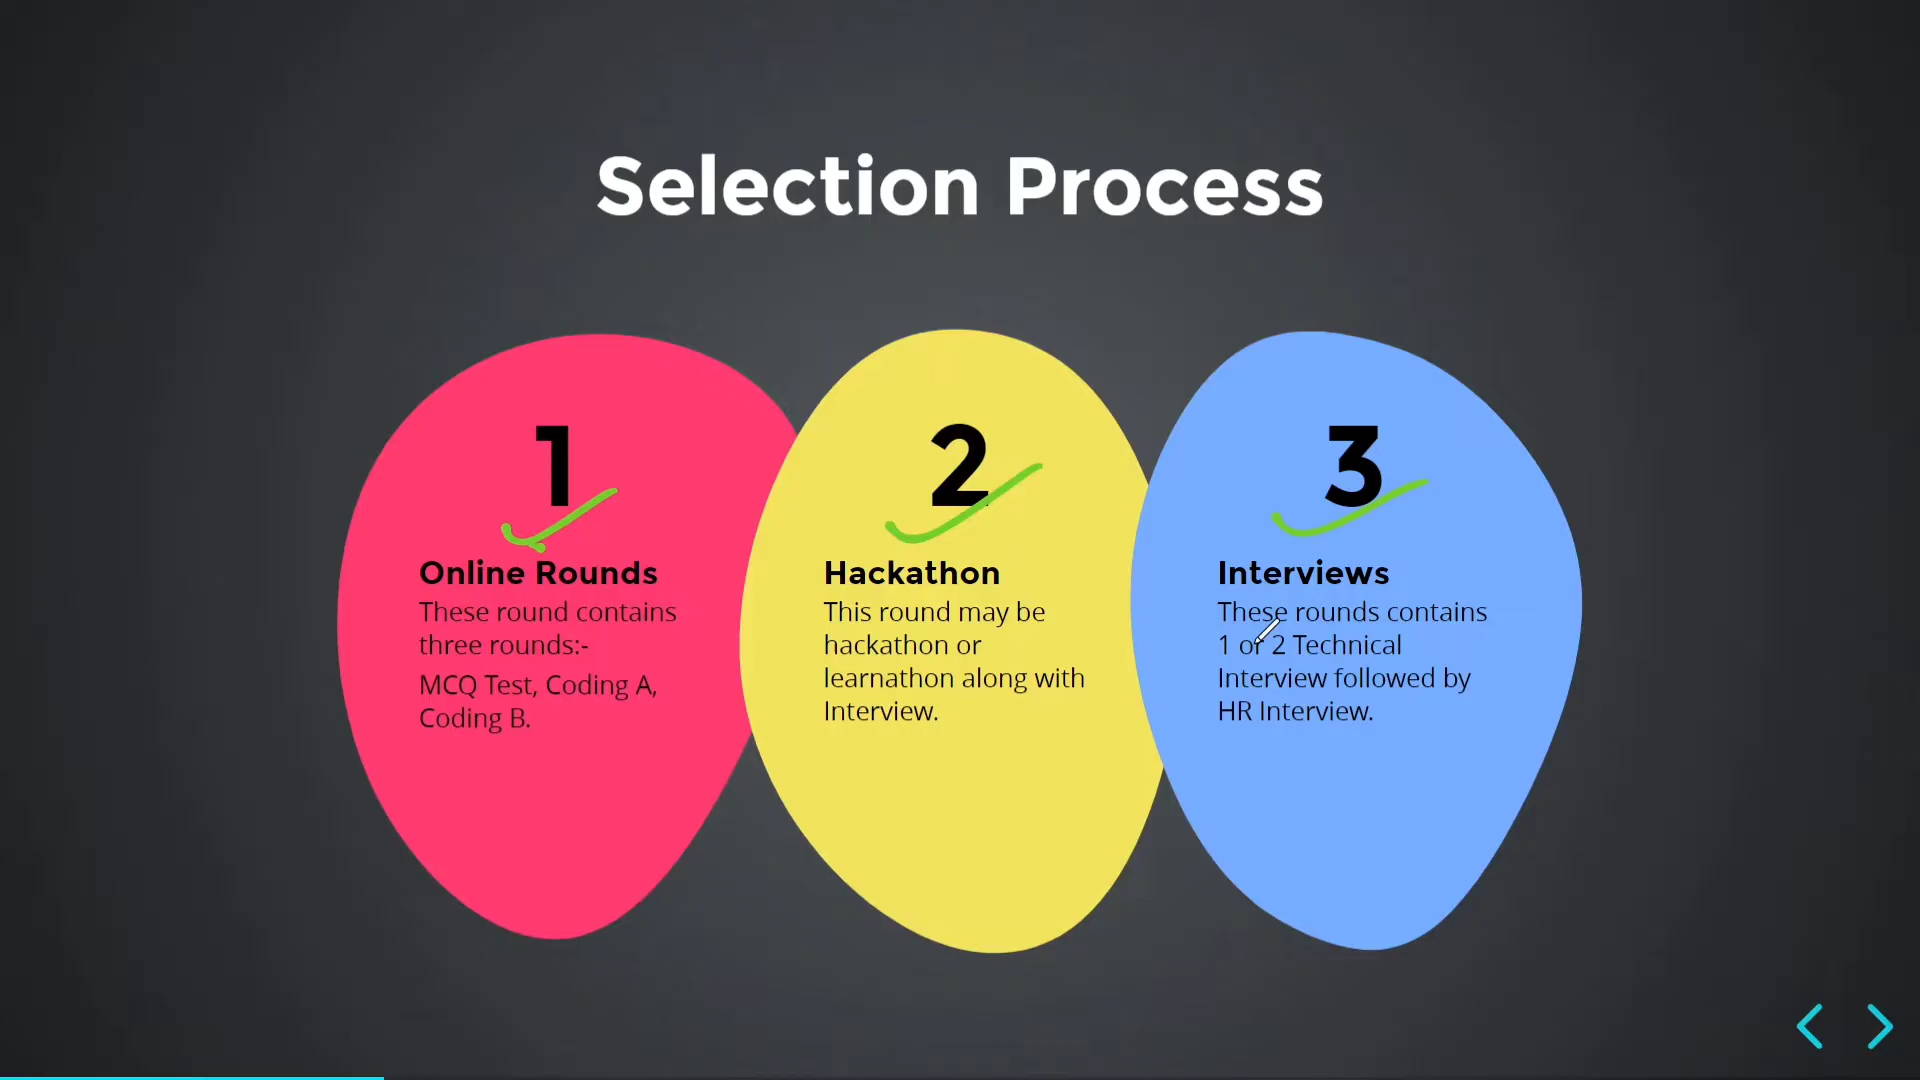 Selection Process
1
Online Rounds
These round contains
three rounds:-
MCQ Test, Coding A,
Coding B.
2
Hackathon
This round may be
hackathon or
learnathon along with
Interview.
3
Interviews
These rounds contains
1 or 2 Technical
Interview followed by
HR Interview.